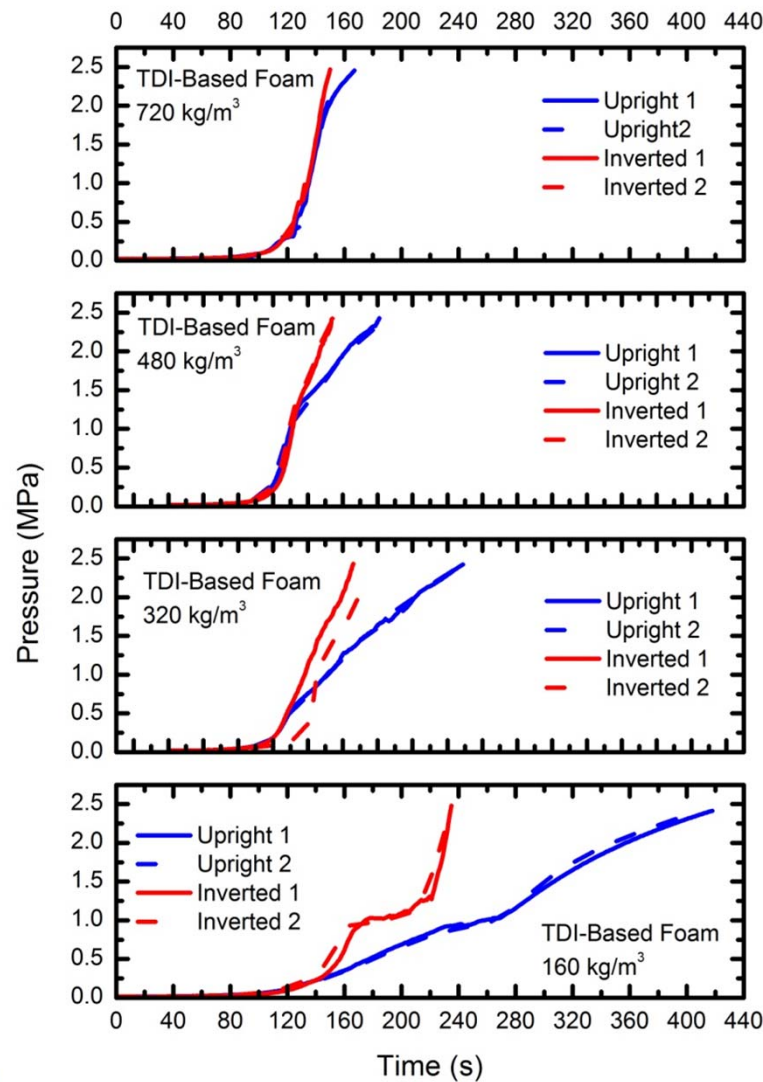 0 40 80 120 160 200 240 280 320 360 400 440
2.5
2.0
1.5
1.0
0.5
0.0
TDI-Based Foam
720 kg/m³
Upright 1
Upright2
Inverted 1
Inverted 2
2.5
2.0
1.5
1.0
0.5
0.0
TDI-Based Foam
480 kg/m³
Upright 1
Upright 2
Inverted 1
Inverted 2
Pressure (MPa)
2.5
2.0
1.5
1.0
0.5
0.0
TDI-Based Foam
320 kg/m³
Upright 1
Upright 2
Inverted 1
Inverted 2
2.5
2.0
1.5
1.0
0.5
0.0
Upright 1
Upright 2
Inverted 1
Inverted 2
TDI-Based Foam
160 kg/m³
0 40 80 120 160 200 240 280 320 360 400 440
Time (s)